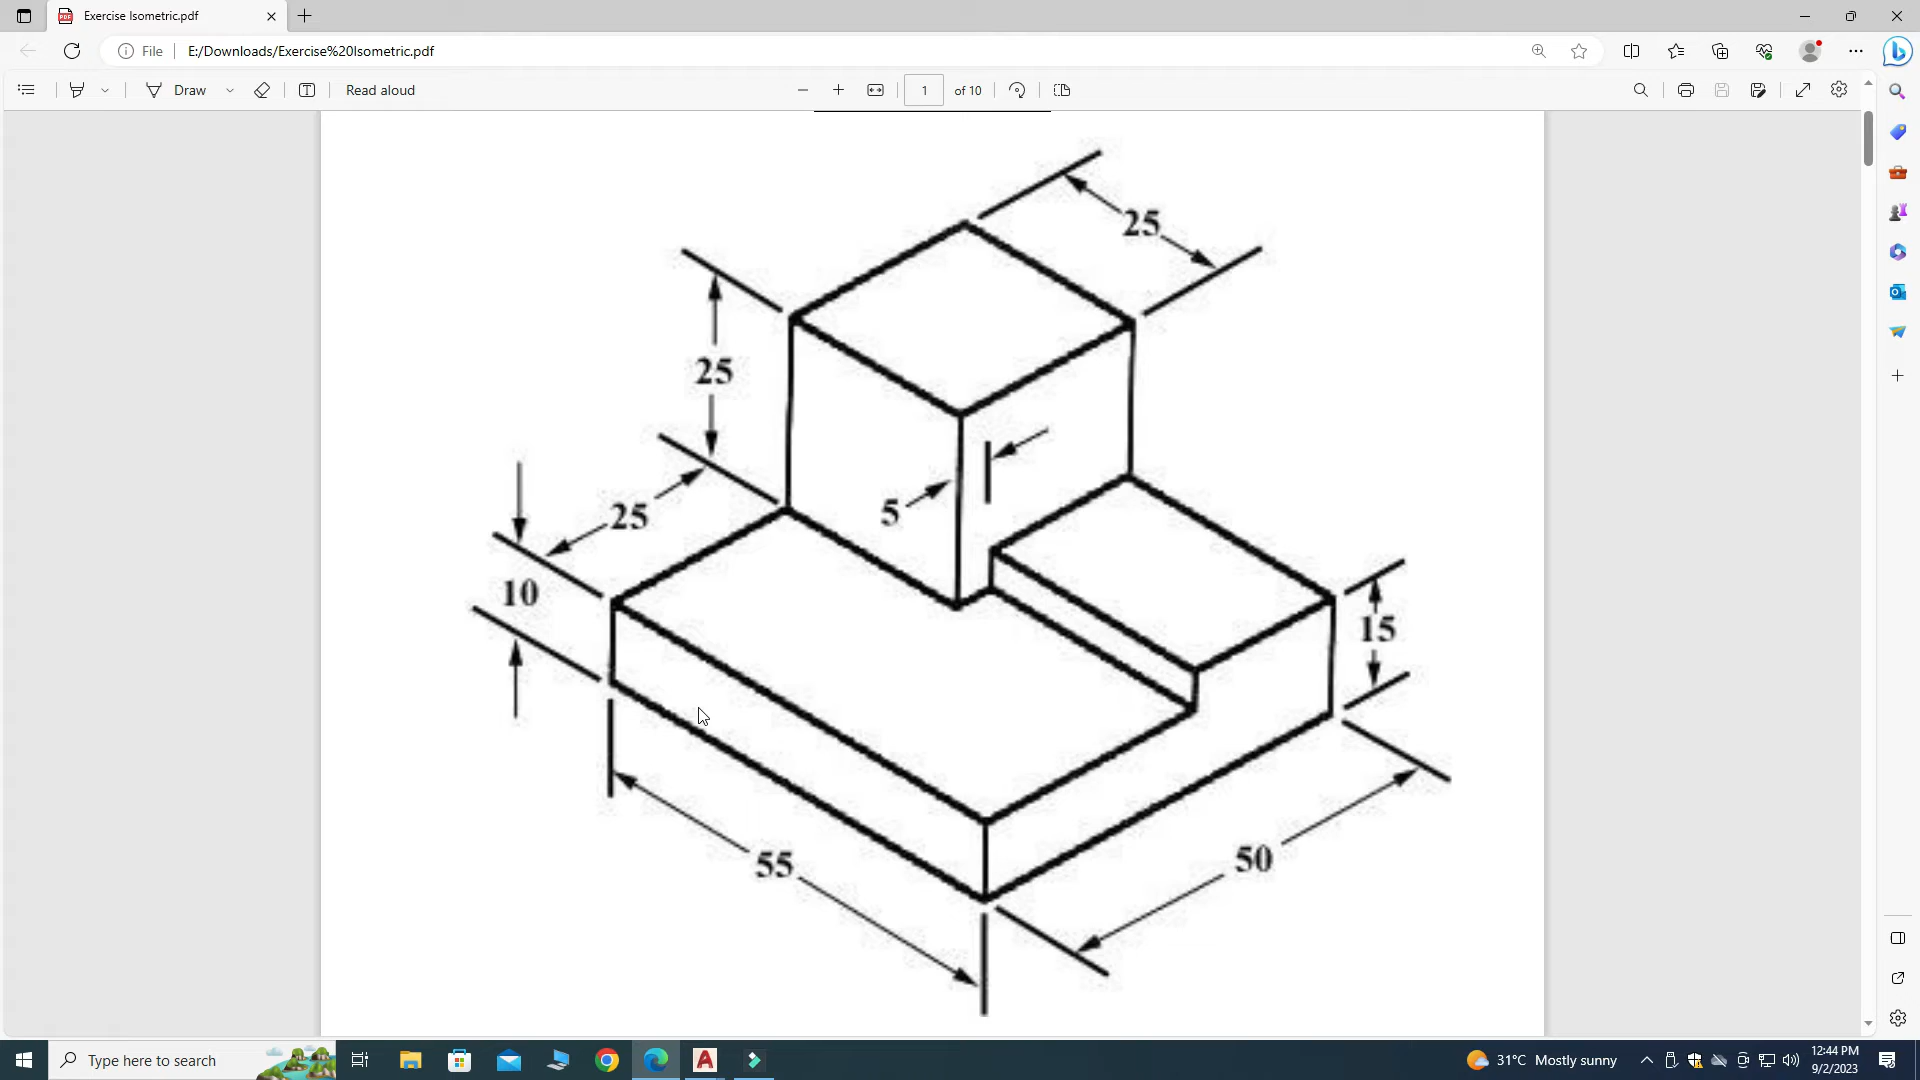 Exercise Isometric.pdf
File E:/Downloads/Exercise%20Isometric.pdf
Draw Read aloud 1 of 10
25
25
5
25
10
15
55
50
Type here to search
31°C Mostly sunny
12:44 PM
9/2/2023